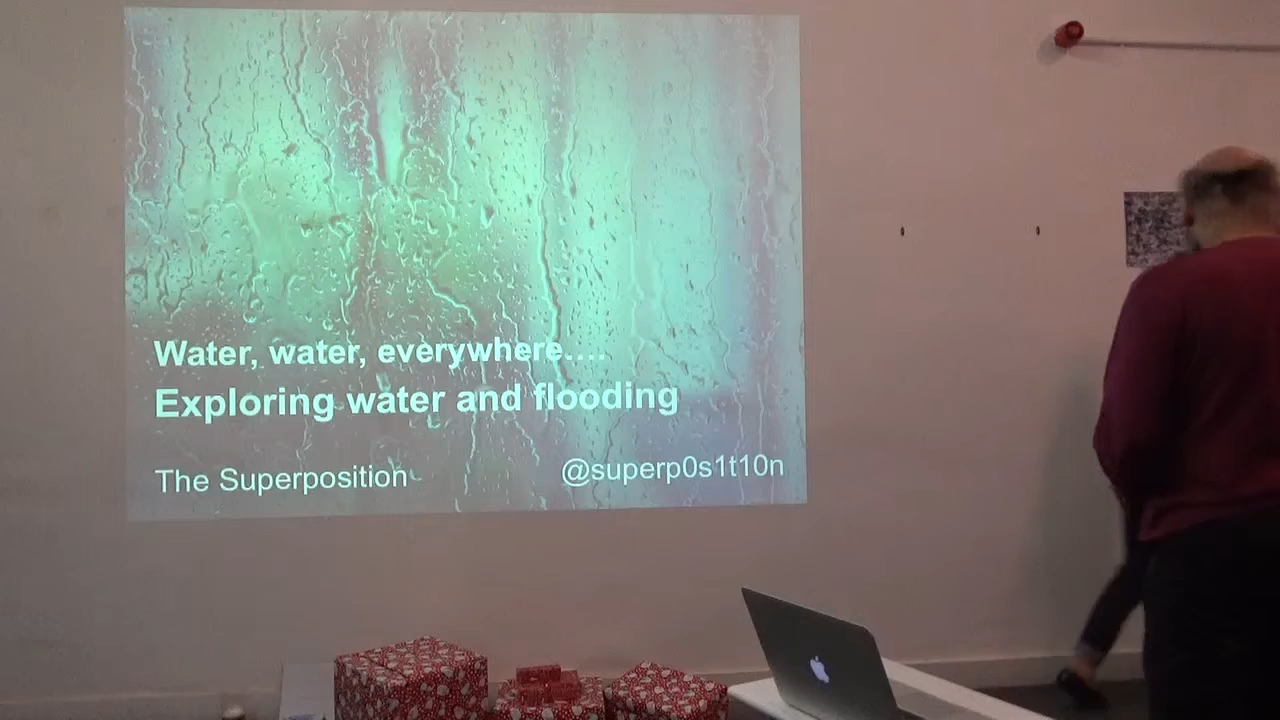 Water, water, everywhere....
Exploring water and flooding
The Superposition
@superp0s1t10n